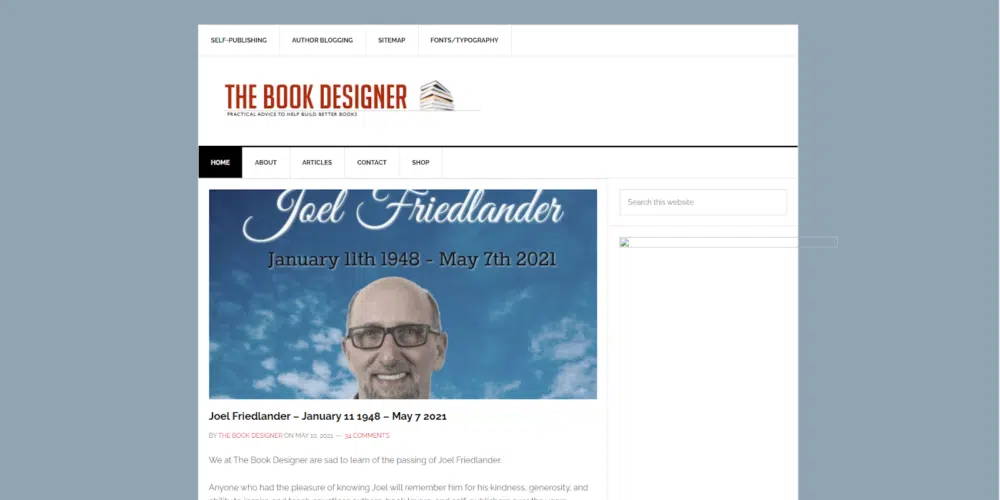 SELF-PUBLISHING AUTHOR BLOGGING SITEMAP FONTS/TYPOGRAPHY
THE BOOK DESIGNER
PRACTICAL ADVICE TO HELP BUILD BETTER BOOKS
HOME ABOUT ARTICLES CONTACT SHOP
Joel Friedlander
January 11th 1948 - May 7th 2021
Search this website
Joel Friedlander – January 11 1948 – May 7 2021
BY THE BOOK DESIGNER ON MAY 10, 2021 — 34 COMMENTS
We at The Book Designer are sad to learn of the passing of Joel Friedlander.
Anyone who had the pleasure of knowing Joel will remember him for his kindness, generosity, and